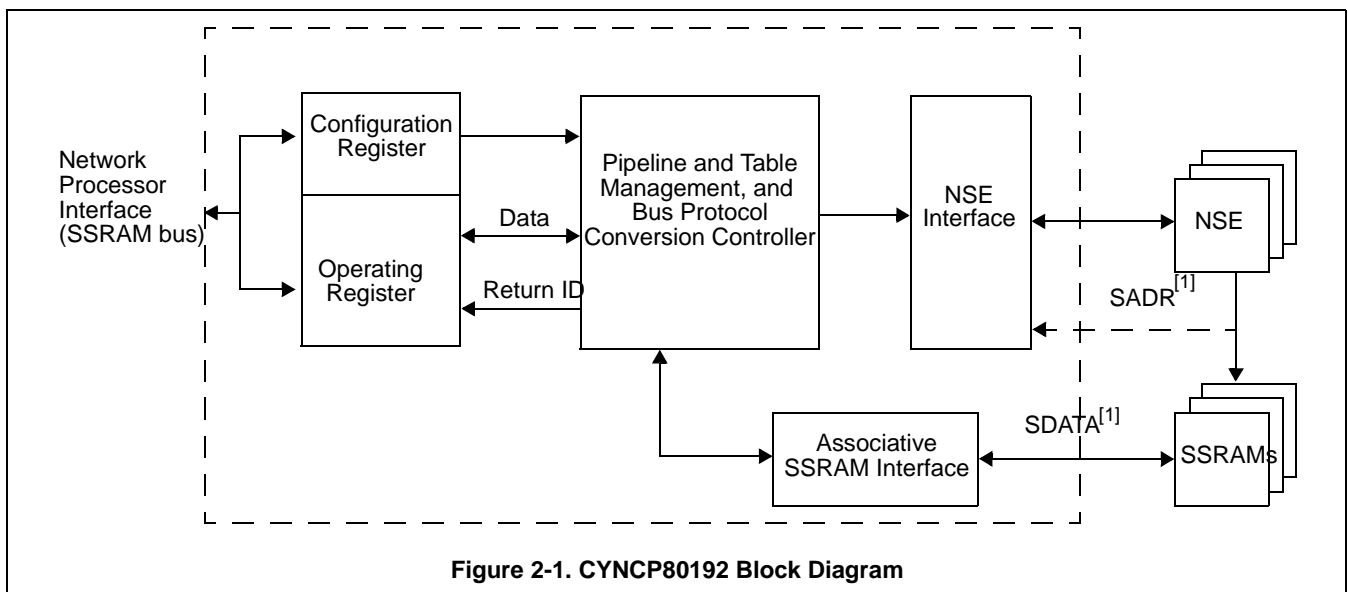 Network
Processor
Interface
(SSRAM bus)
Configuration
Register
Operating
Register
Data
Return ID
Pipeline and Table
Management, and
Bus Protocol
Conversion Controller
NSE
Interface
NSE
SADR[1]
Associative
SSRAM Interface
SDATA[1]
SSRAMs
Figure 2-1. CYNCP80192 Block Diagram